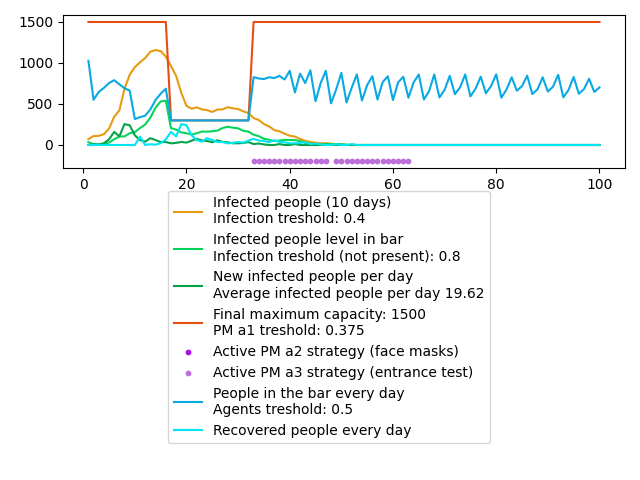 1500
1000
500
0
0
20
40
60
80
100
Infected people (10 days)
Infection treshold: 0.4
Infected people level in bar
Infection treshold (not present): 0.8
New infected people per day
Average infected people per day 19.62
Final maximum capacity: 1500
PM a1 treshold: 0.375
Active PM a2 strategy (face masks)
Active PM a3 strategy (entrance test)
People in the bar every day
Agents treshold: 0.5
Recovered people every day